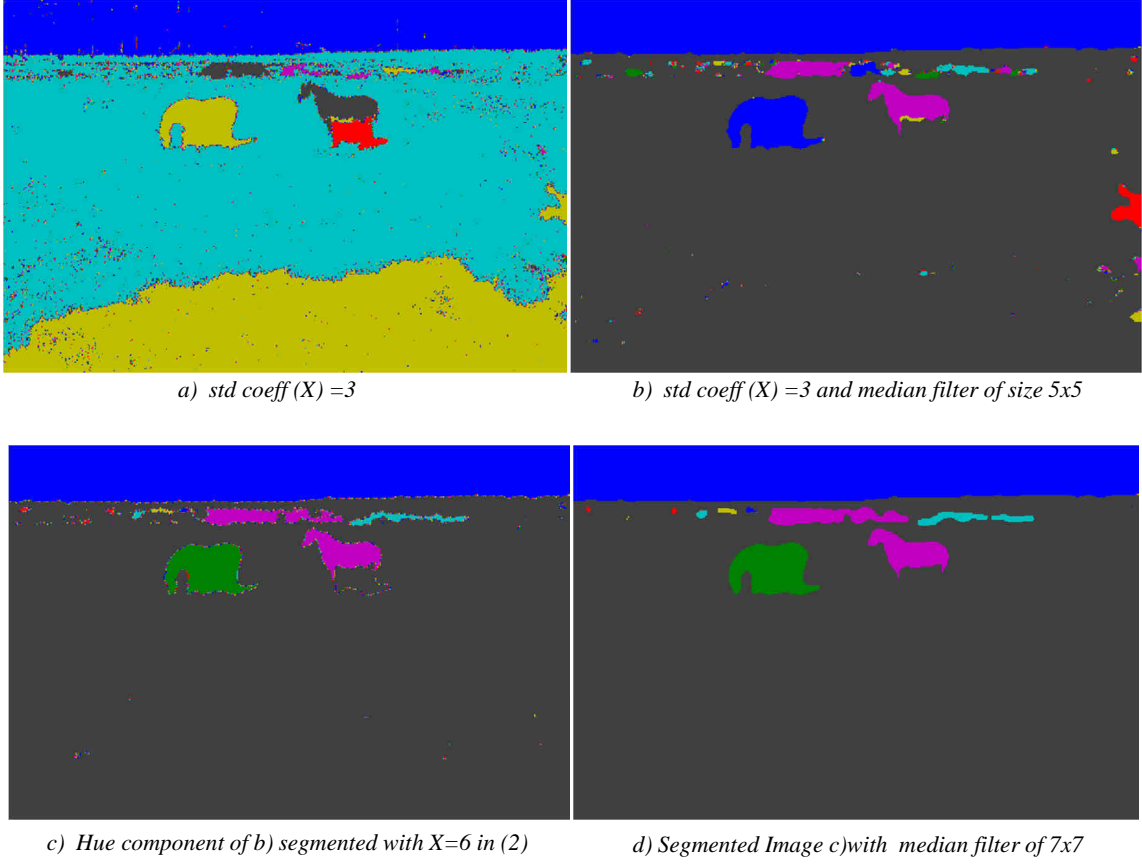 a) std coeff (X) =3
b) std coeff (X) =3 and median filter of size 5x5
c) Hue component of b) segmented with X=6 in (2)
d) Segmented Image c)with median filter of 7x7